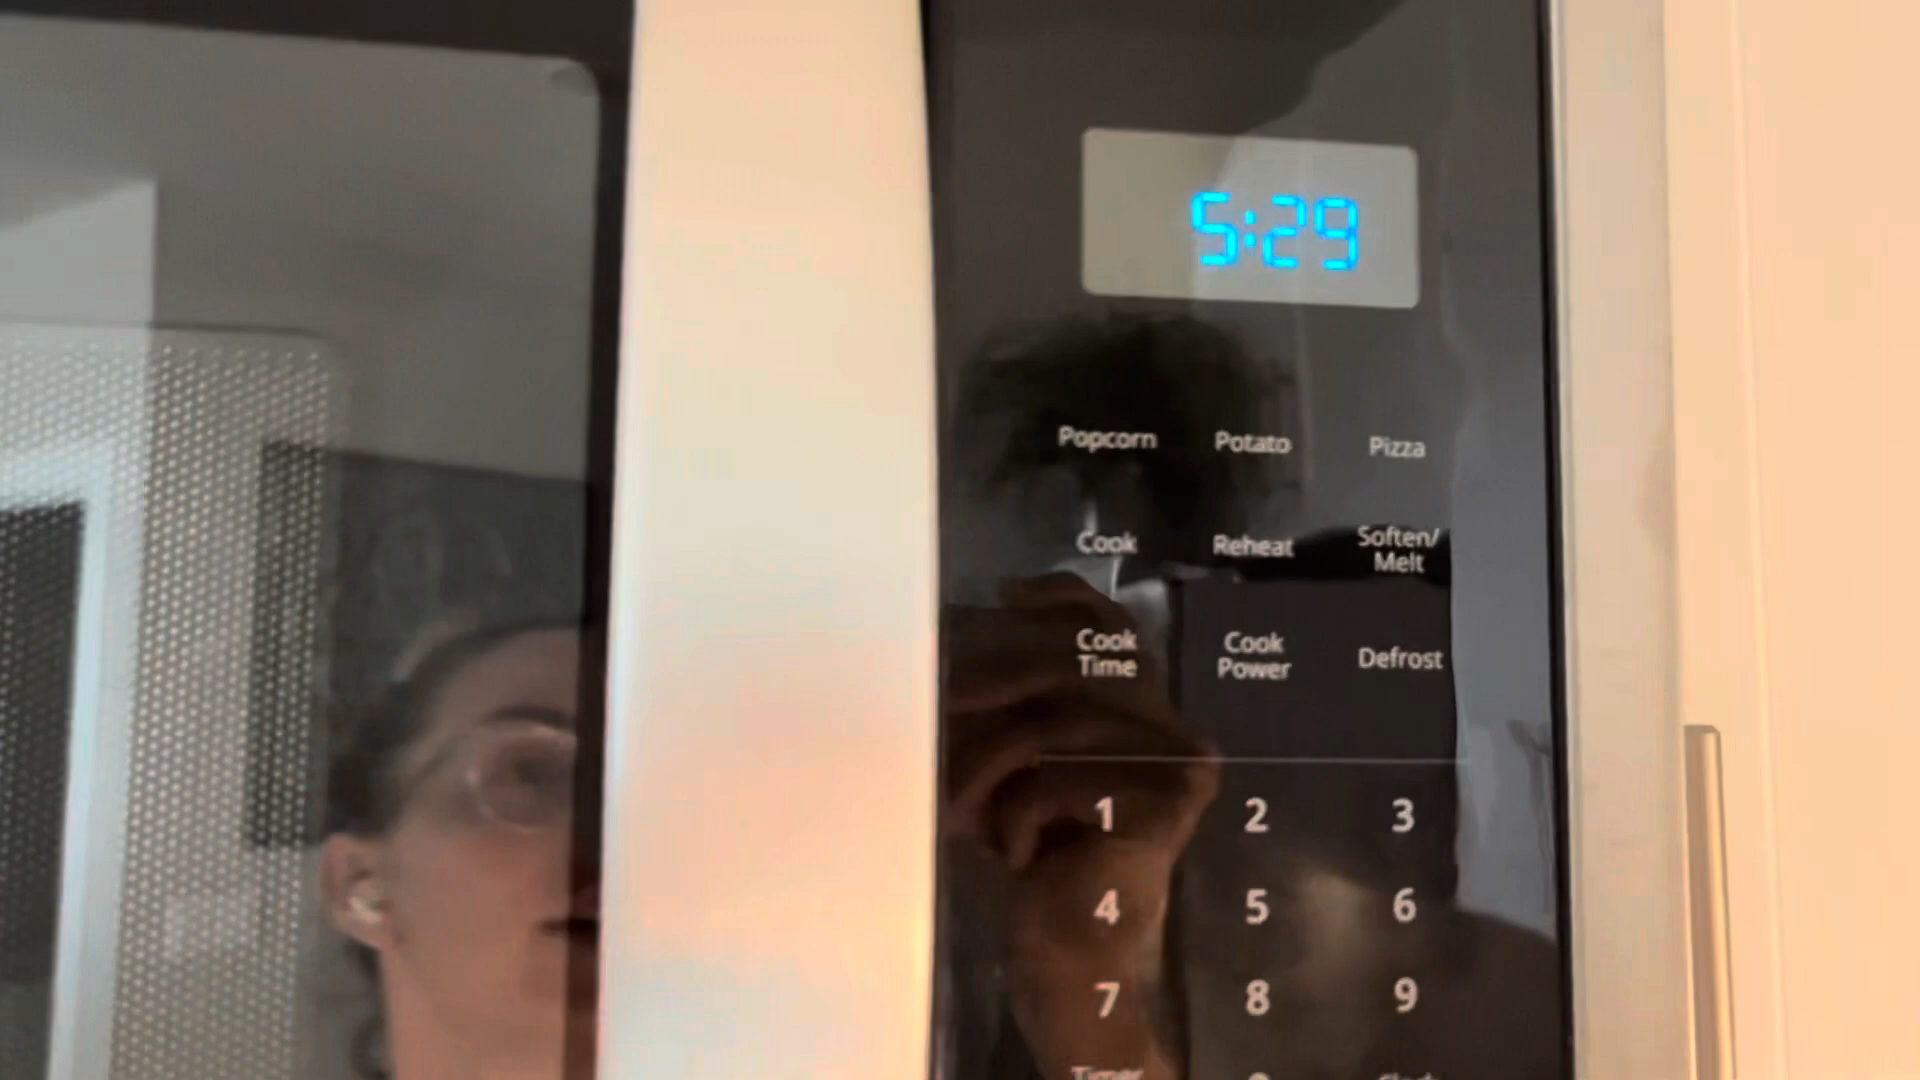 5:29
Popcorn Potato Pizza
Cook Reheat Soften/
Melt
Cook
Time
Cook
Power
Defrost
1 2 3
4 5 6
7 8 9
Timer